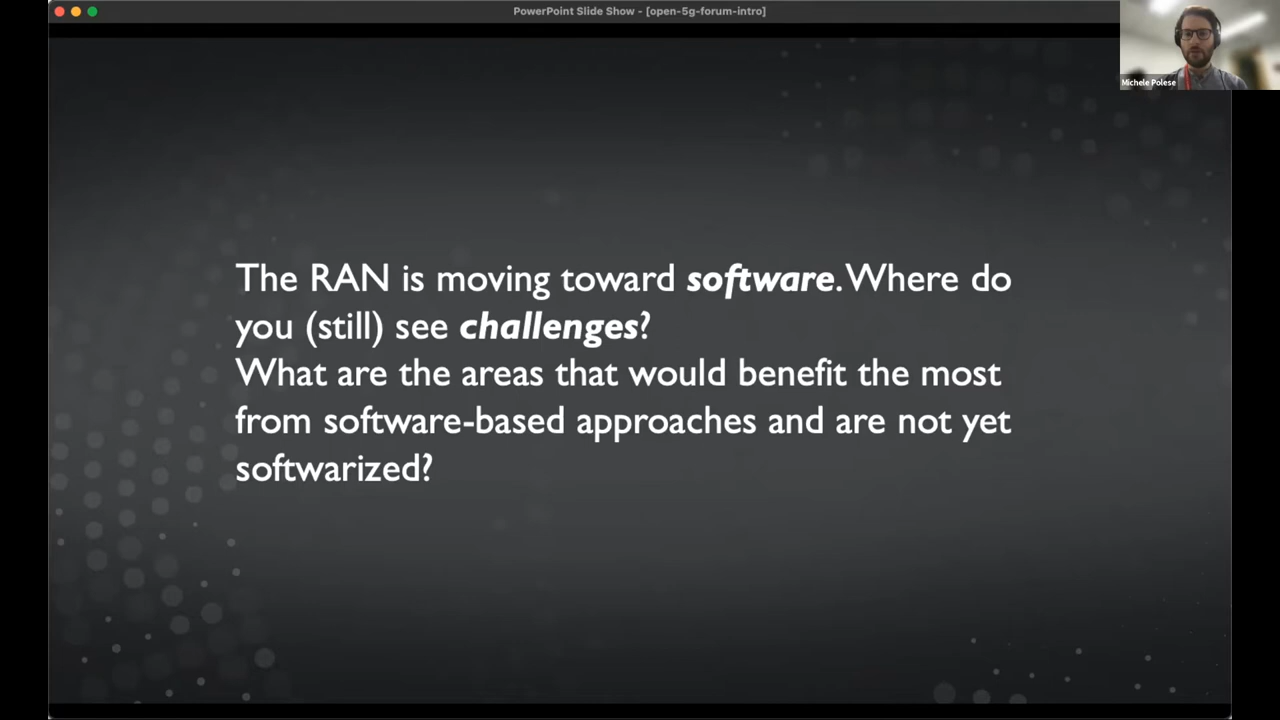 PowerPoint Slide Show - [open-5g-forum-intro]
Michele Polese
The RAN is moving toward software. Where do
you (still) see challenges?
What are the areas that would benefit the most
from software-based approaches and are not yet
softwarized?